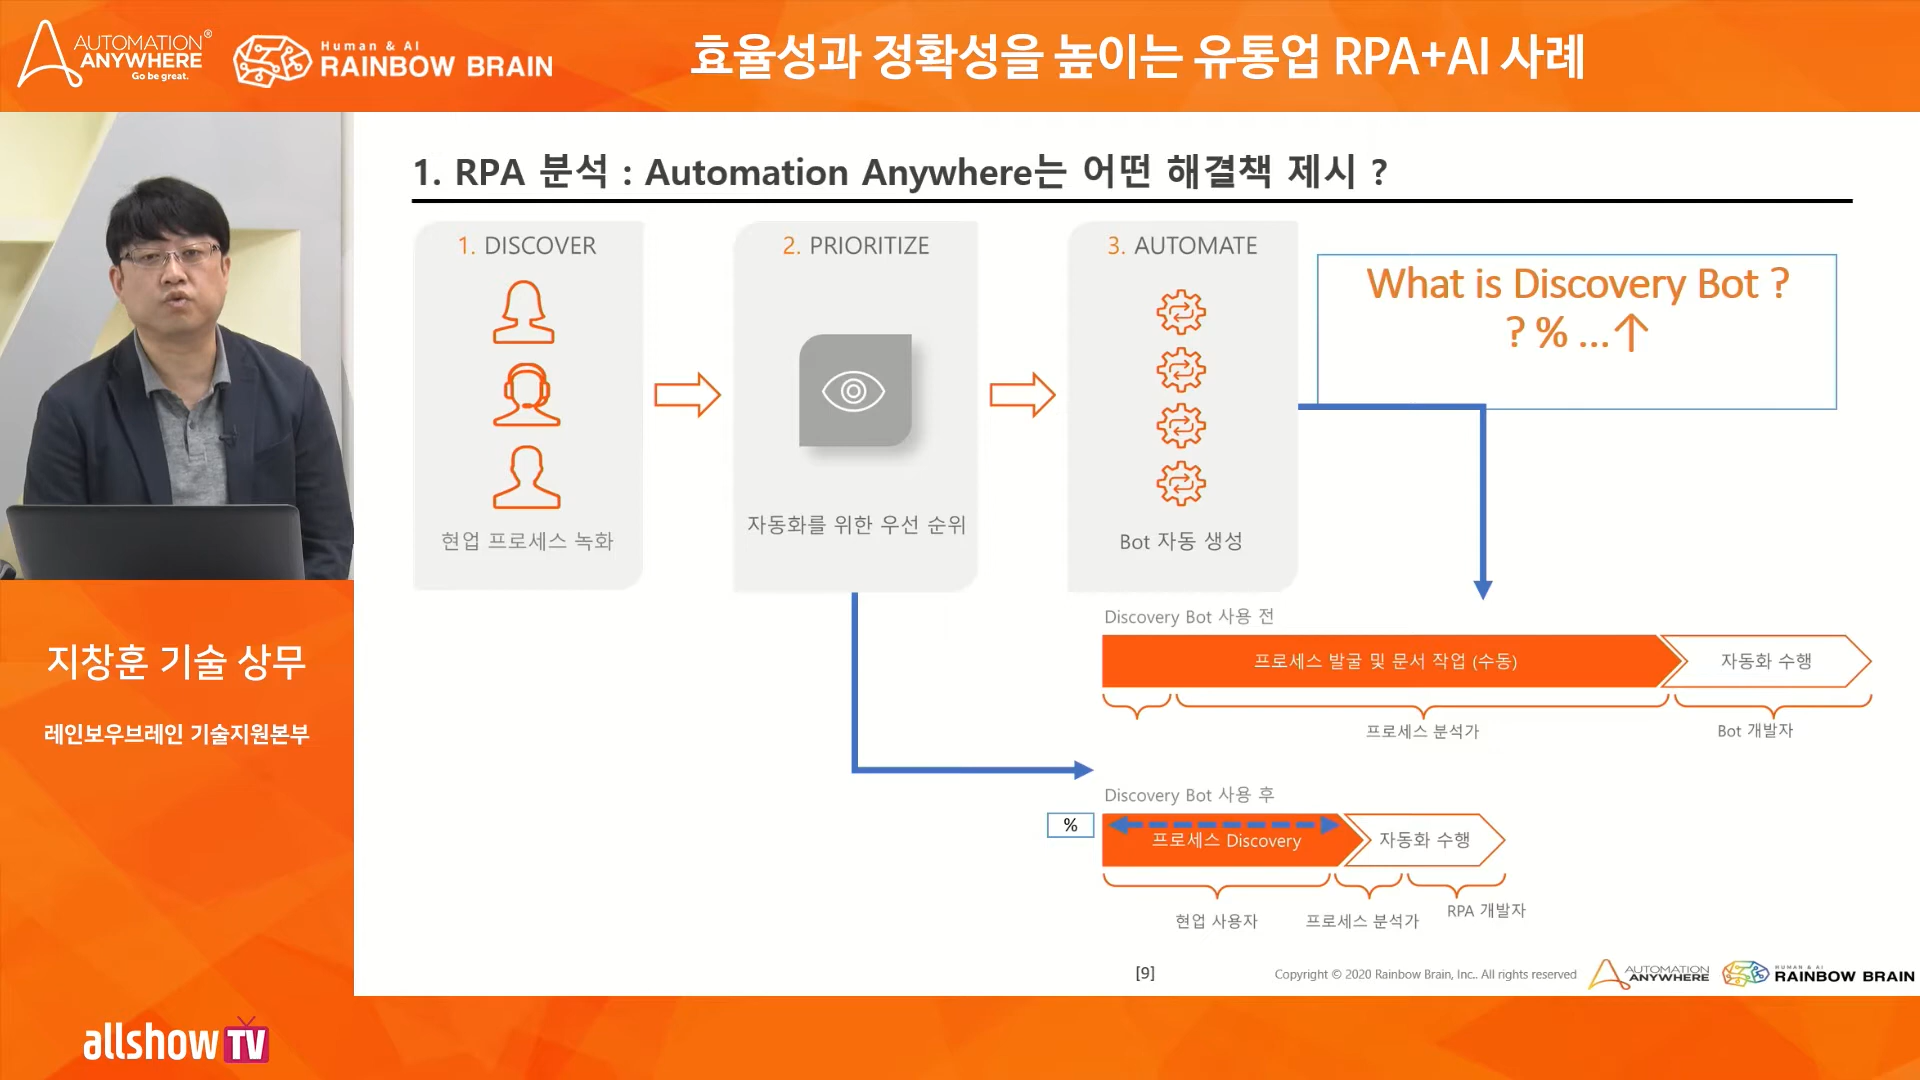 AUTOMATION
ANYWHERE
Go be great.
Human & AI
RAINBOW BRAIN
효율성과 정확성을 높이는 유통업 RPA+AI 사례
1. RPA 분석 : Automation Anywhere는 어떤 해결책 제시 ?
1. DISCOVER
현업 프로세스 녹화
2. PRIORITIZE
자동화를 위한 우선 순위
3. AUTOMATE
Bot 자동 생성
What is Discovery Bot ?
? % ...↑
Discovery Bot 사용 전
프로세스 발굴 및 문서 작업 (수동)
자동화 수행
프로세스 분석가
Bot 개발자
Discovery Bot 사용 후
%
프로세스 Discovery
자동화 수행
현업 사용자
프로세스 분석가
RPA 개발자
[9]
Copyright © 2020 Rainbow Brain, Inc.. All rights reserved
AUTOMATION
ANYWHERE
HUMAN & AI
RAINBOW BRAIN
지창훈 기술 상무
레인보우브레인 기술지원본부
allshow TV